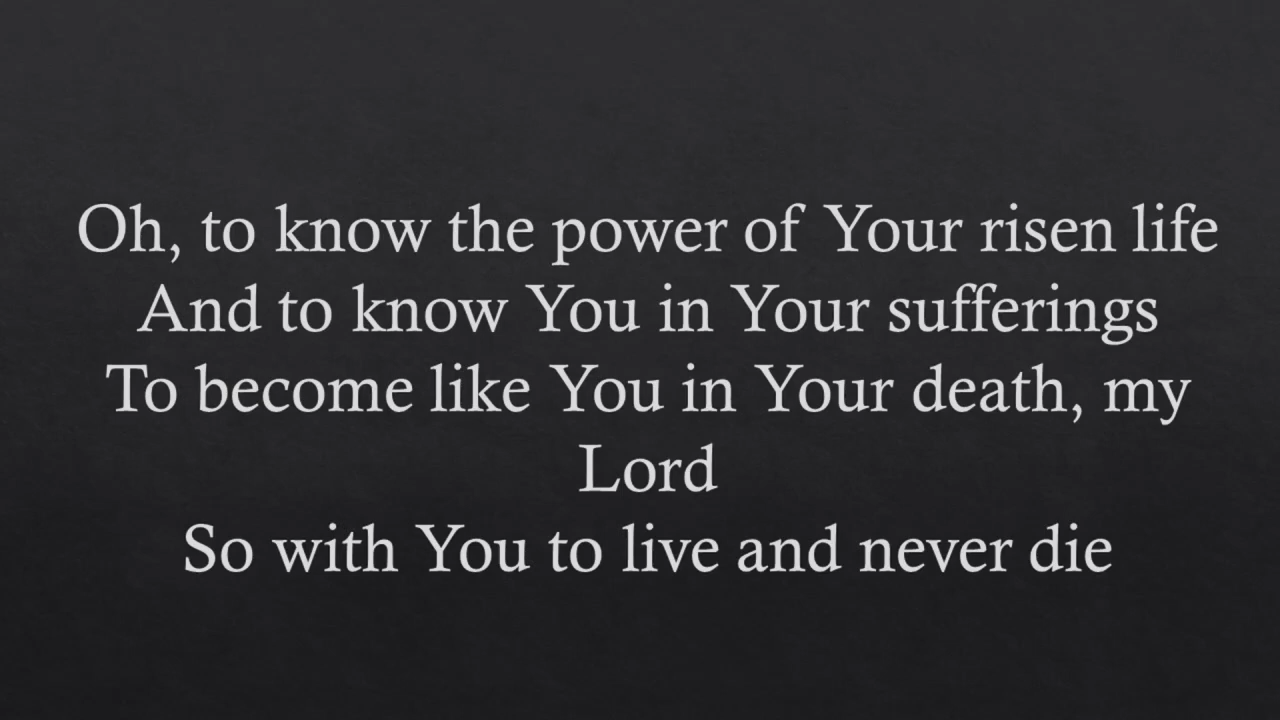 Oh, to know the power of Your risen life
And to know You in Your sufferings
To become like You in Your death, my
Lord
So with You to live and never die